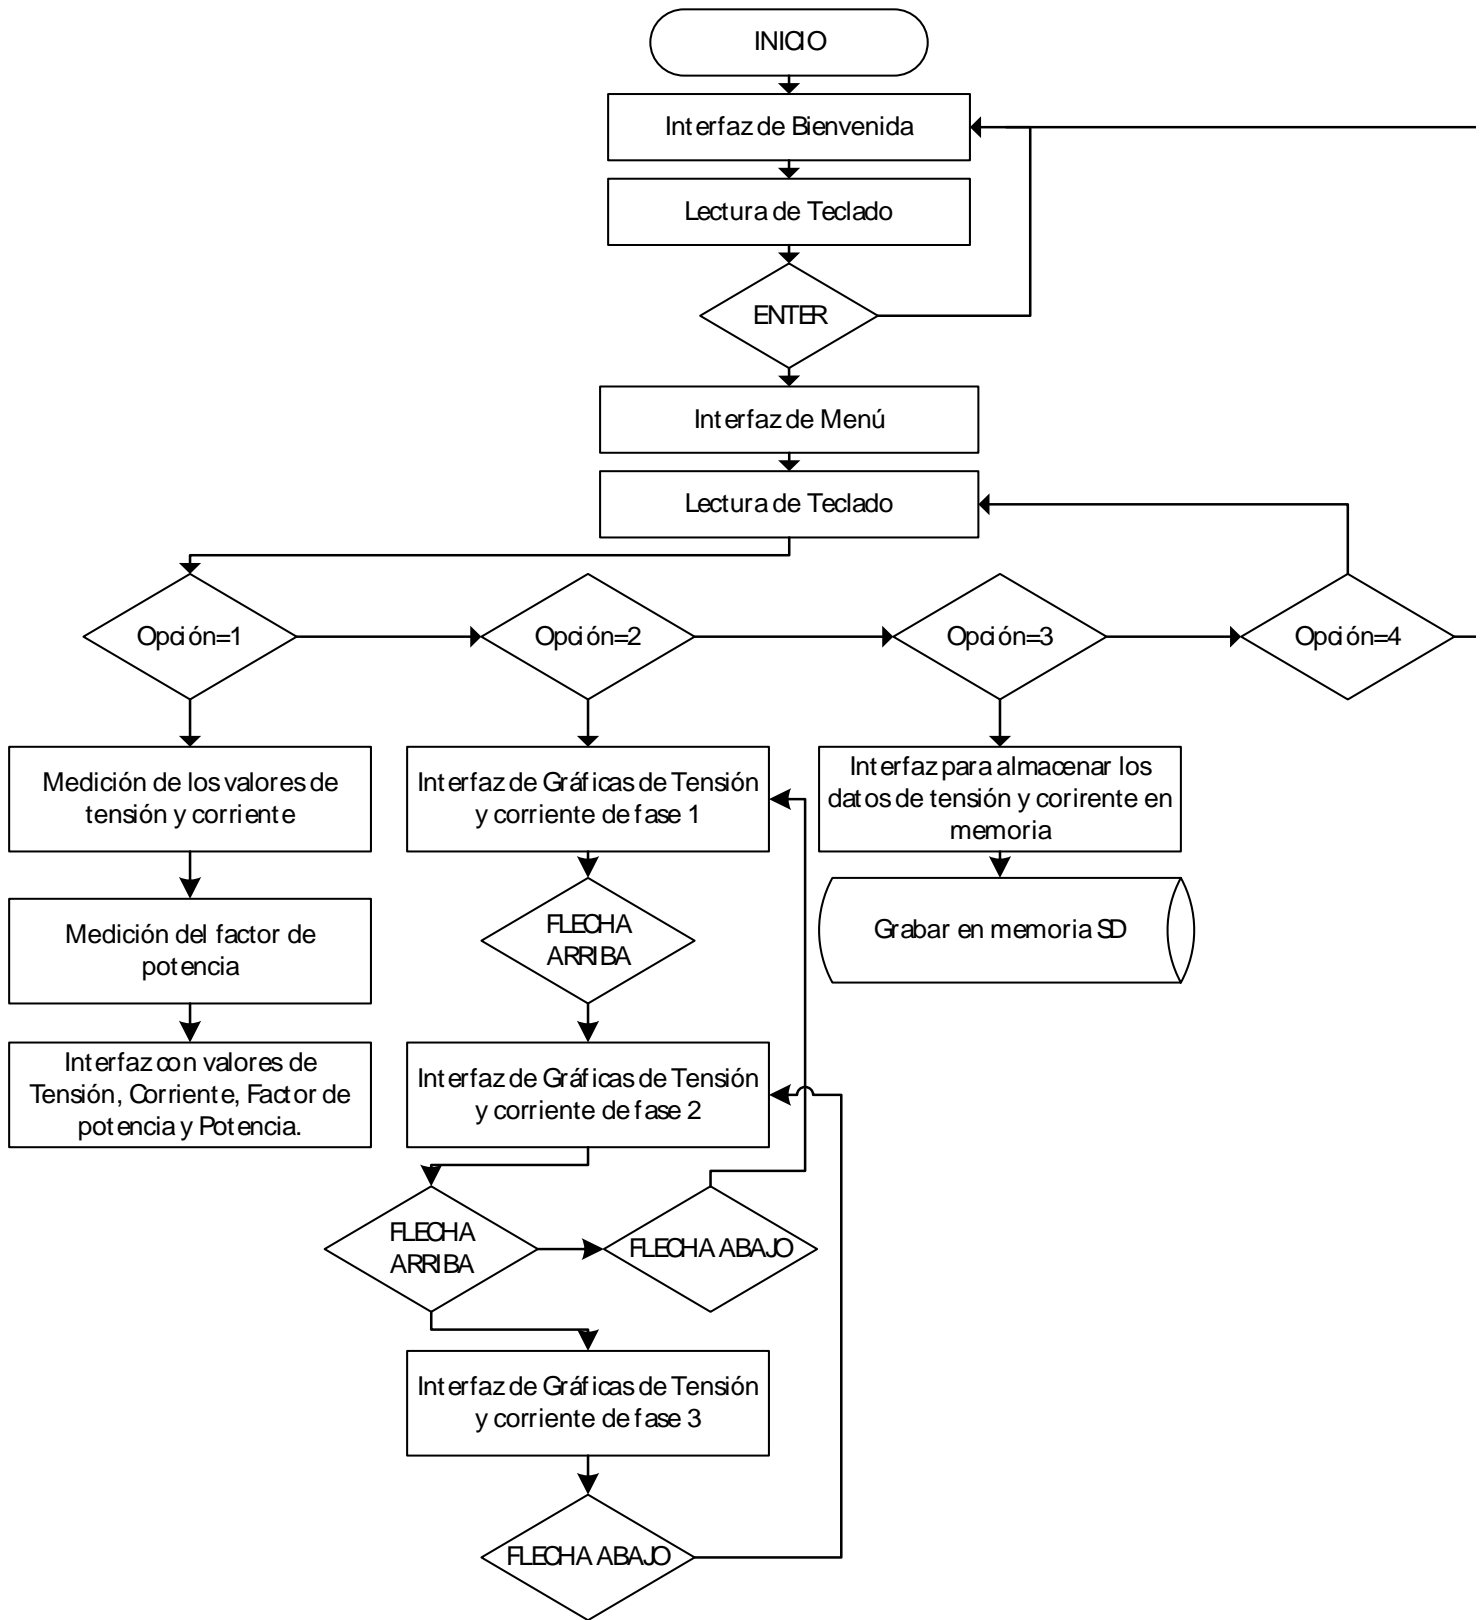 INICIO
Interfaz de Bienvenida
Lectura de Teclado
ENTER
Interfaz de Menú
Lectura de Teclado
Opción=1
Opción=2
Opción=3
Opción=4
Medición de los valores de
tensión y corriente
Interfaz de Gráficas de Tensión
y corriente de fase 1
Interfaz para almacenar los
datos de tensión y corirente en
memoria
Medición del factor de
potencia
FLECHA
ARRIBA
Grabar en memoria SD
Interfaz con valores de
Tensión, Corriente, Factor de
potencia y Potencia.
Interfaz de Gráficas de Tensión
y corriente de fase 2
FLECHA
ARRIBA
FLECHA ABAJO
Interfaz de Gráficas de Tensión
y corriente de fase 3
FLECHA ABAJO